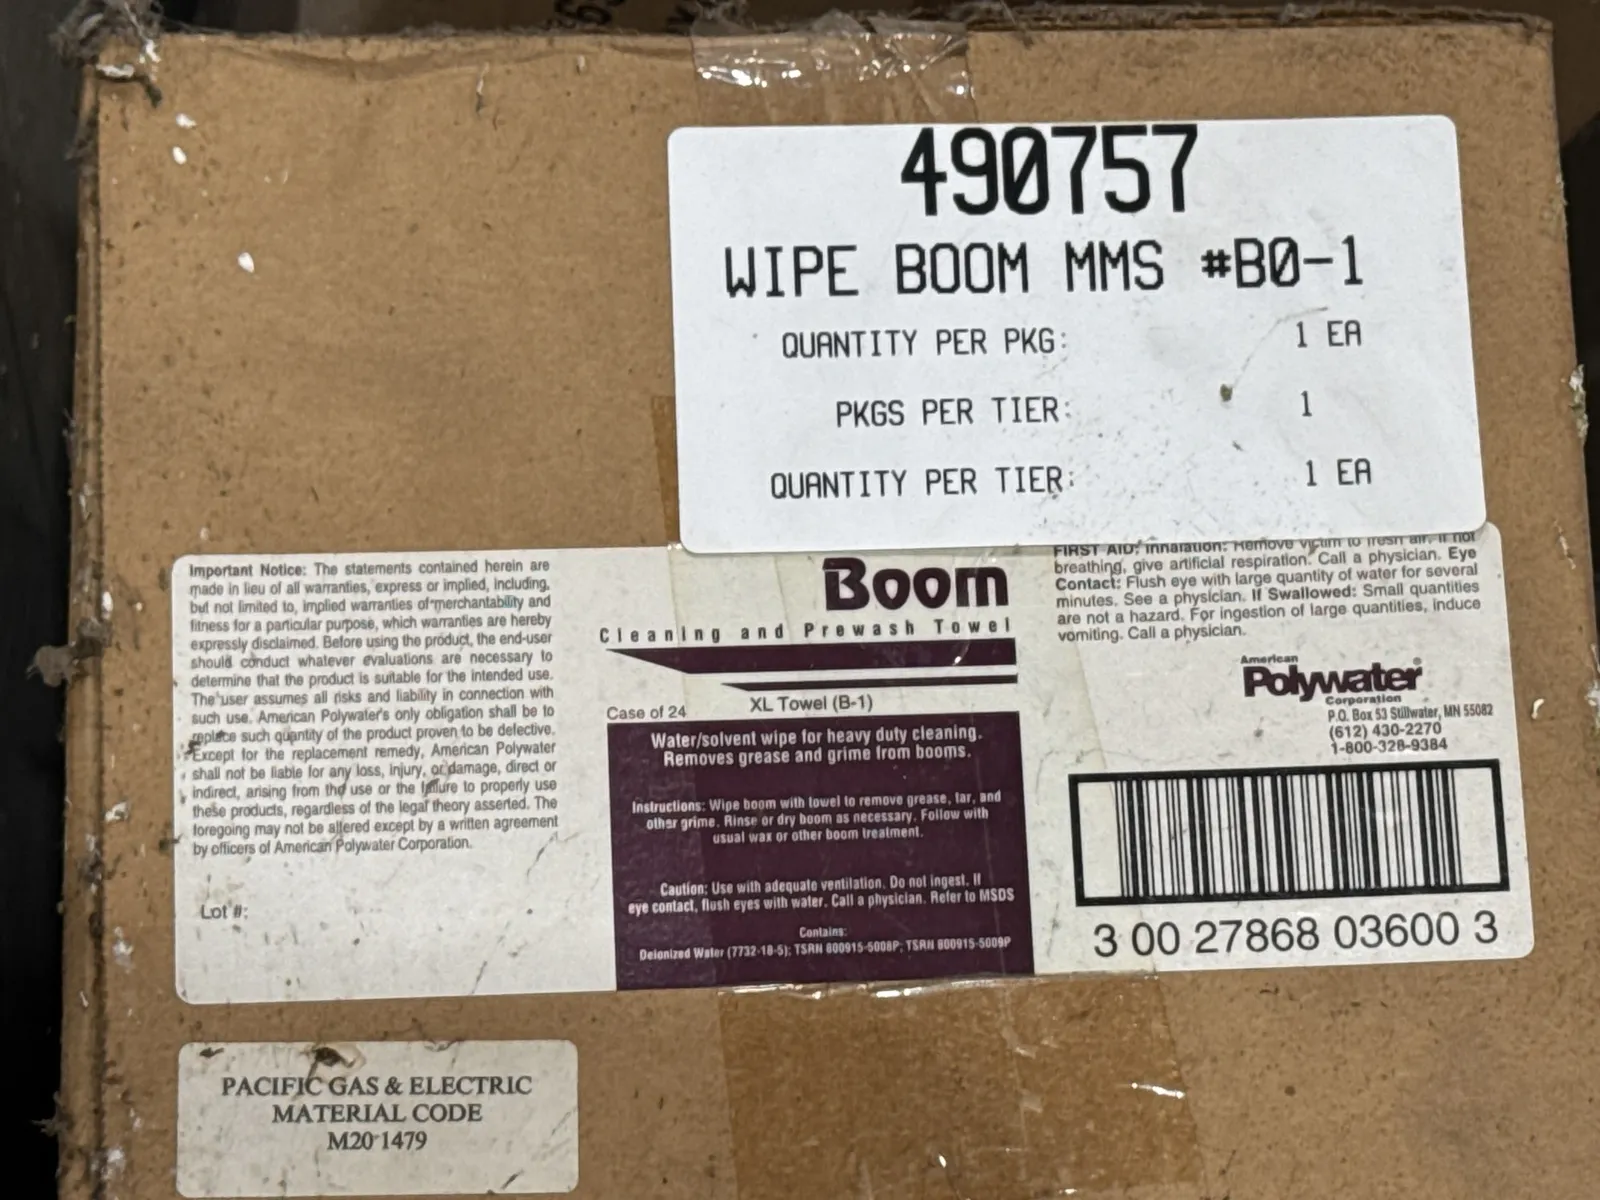 490757
WIPE BOOM MMS #B0-1
QUANTITY PER PKG: 1 EA
PKGS PER TIER: 1
QUANTITY PER TIER: 1 EA
Important Notice: The statements contained herein are
made in lieu of all warranties, express or implied, including,
but not limited to, implied warranties of merchantability and
fitness for a particular purpose, which warranties are hereby
expressly disclaimed. Before using the product, the end-user
should conduct whatever evaluations are necessary to
determine that the product is suitable for the intended use.
The user assumes all risks and liability in connection with
such use. American Polywater's only obligation shall be to
replace such quantity of the product proven to be defective.
Except for the replacement remedy, American Polywater
shall not be liable for any loss, injury, or damage, direct or
indirect, arising from the use or the failure to properly use
these products, regardless of the legal theory asserted. The
foregoing may not be altered except by a written agreement
by officers of American Polywater Corporation.
Lot #:
Boom
Cleaning and Prewash Towel
XL Towel (B-1)
Case of 24
Water/solvent wipe for heavy duty cleaning.
Removes grease and grime from booms.
Instructions: Wipe boom with towel to remove grease, tar, and
other grime. Rinse or dry boom as necessary. Follow with
usual wax or other boom treatment.
Caution: Use with adequate ventilation. Do not ingest. If
eye contact, flush eyes with water. Call a physician. Refer to MSDS
Contains:
Deionized Water (7732-18-5); TSRN 800915-5008P; TSRN 800915-5009P
FIRST AID: Inhalation: Remove victim to fresh air. If not
breathing, give artificial respiration. Call a physician. Eye
Contact: Flush eye with large quantity of water for several
minutes. See a physician. If Swallowed: Small quantities
are not a hazard. For ingestion of large quantities, induce
vomiting. Call a physician.
American
Polywater®
Corporation
P.O. Box 53 Stillwater, MN 55082
(612) 430-2270
1-800-328-9384
3 00 27868 03600 3
PACIFIC GAS & ELECTRIC
MATERIAL CODE
M20 1479